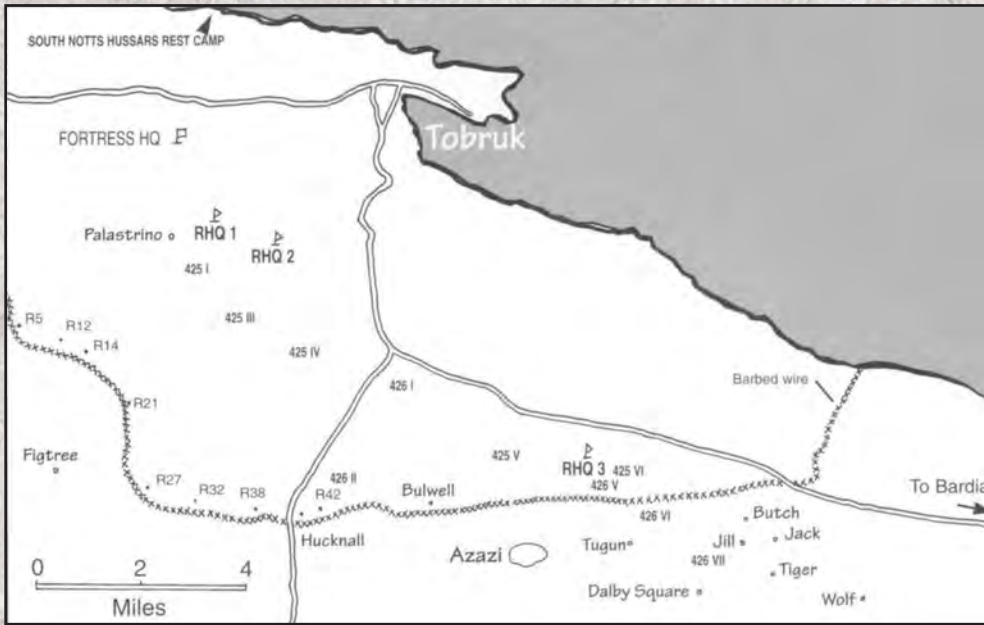 SOUTH NOTTS HUSSARS REST CAMP
Tobruk
FORTRESS HQ
Palastrino
RHQ 1
RHQ 2
425 I
425 III
425 IV
R5
R12
R14
R21
426 I
Barbed wire
Figtree
R27
R32
R38
R42
426 II
Bulwell
425 V
RHQ 3
425 VI
426 V
426 VI
To Bardia
Hucknall
Azazi
Tugun
Butch
Jill
Jack
426 VII
Tiger
Dalby Square
Wolf
0 2 4
Miles